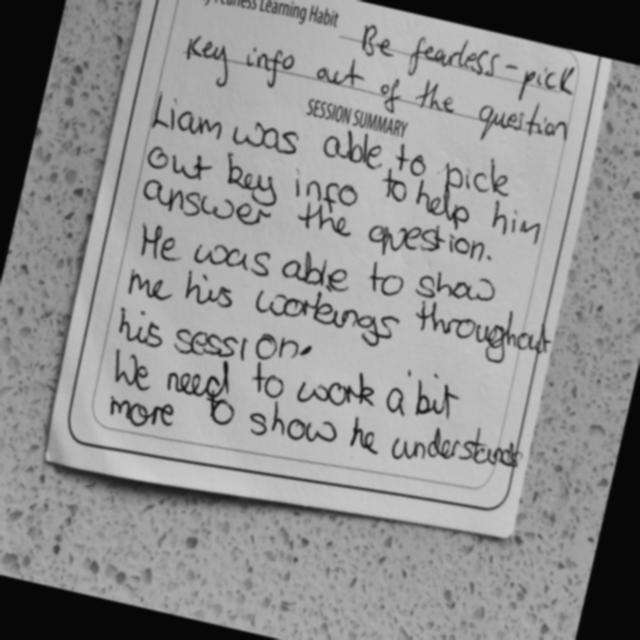 Fearless Learning Habit Be fearless - pick
key info out of the question
SESSION SUMMARY
Liam was able to pick
out key info to help him
answer the question.
He was able to show
me his workings throughout
his session.
We need to work a bit
more to show he understands